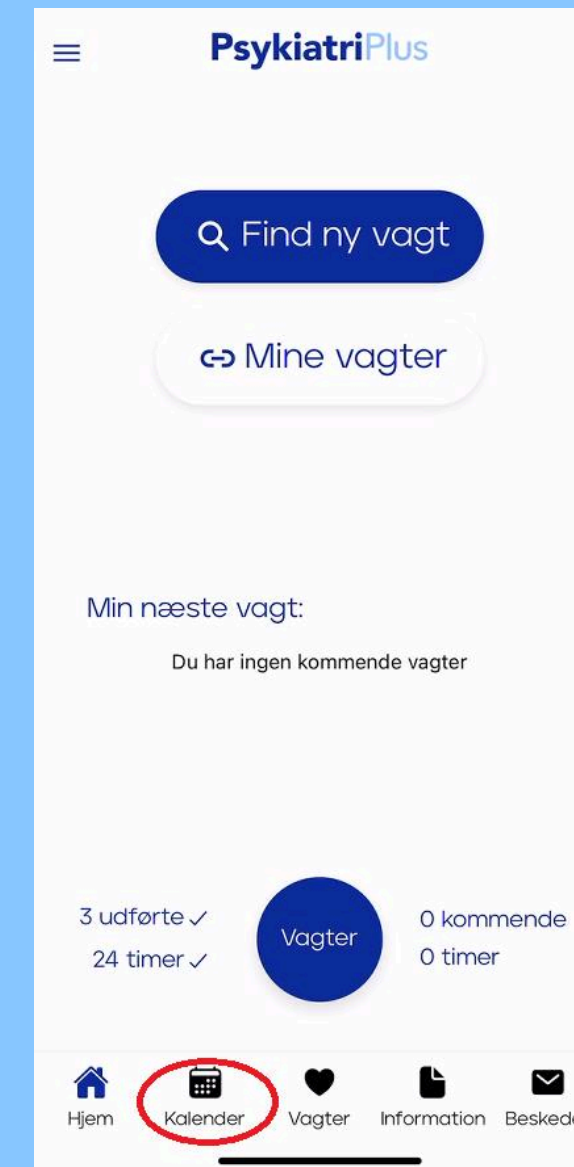 PsykiatriPlus
Find ny vagt
Mine vagter
Min næste vagt:
Du har ingen kommende vagter
3 udførte
24 timer
Vagter
0 kommende
0 timer
Hjem
Kalender
Vagter
Information
Besked